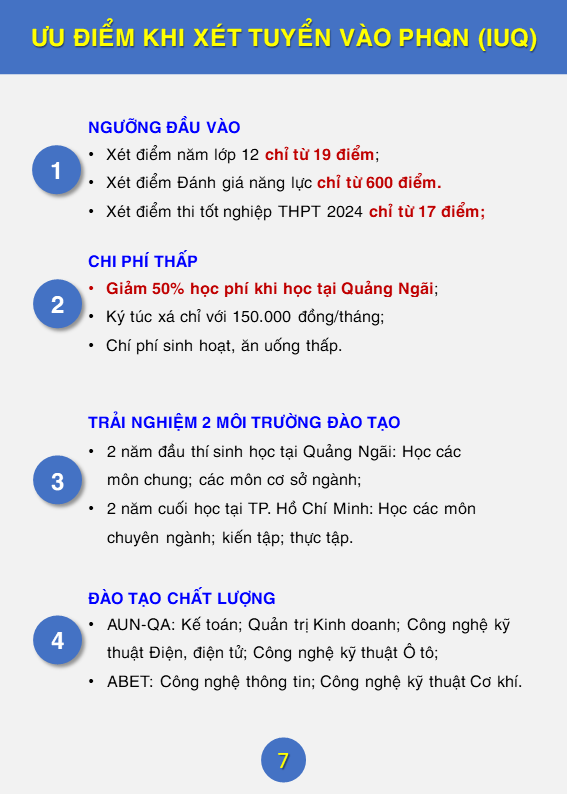 ƯU ĐIỂM KHI XÉT TUYỂN VÀO PHQN (IUQ)
1
NGƯỠNG ĐẦU VÀO
• Xét điểm năm lớp 12 chỉ từ 19 điểm;
• Xét điểm Đánh giá năng lực chỉ từ 600 điểm.
• Xét điểm thi tốt nghiệp THPT 2024 chỉ từ 17 điểm;
2
CHI PHÍ THẤP
• Giảm 50% học phí khi học tại Quảng Ngãi;
• Ký túc xá chỉ với 150.000 đồng/tháng;
• Chí phí sinh hoạt, ăn uống thấp.
3
TRẢI NGHIỆM 2 MÔI TRƯỜNG ĐÀO TẠO
• 2 năm đầu thí sinh học tại Quảng Ngãi: Học các
môn chung; các môn cơ sở ngành;
• 2 năm cuối học tại TP. Hồ Chí Minh: Học các môn
chuyên ngành; kiến tập; thực tập.
4
ĐÀO TẠO CHẤT LƯỢNG
• AUN-QA: Kế toán; Quản trị Kinh doanh; Công nghệ kỹ
thuật Điện, điện tử; Công nghệ kỹ thuật Ô tô;
• ABET: Công nghệ thông tin; Công nghệ kỹ thuật Cơ khí.
7